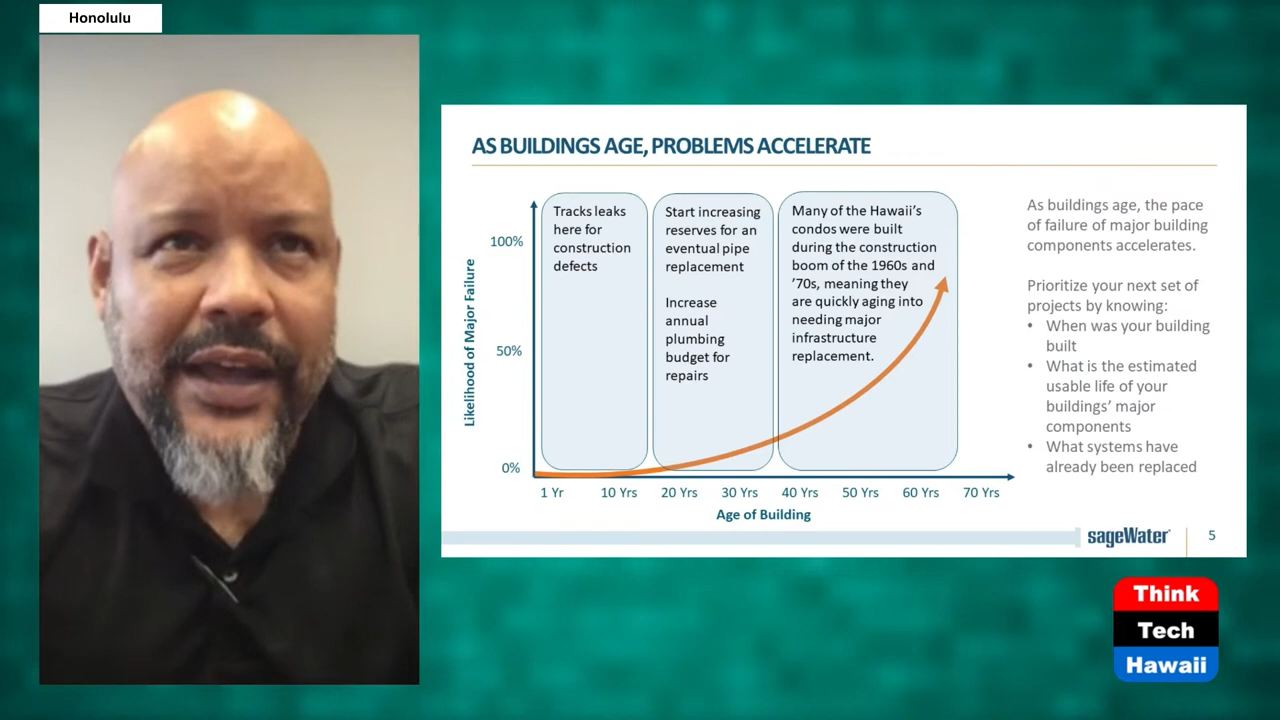 Honolulu
AS BUILDINGS AGE, PROBLEMS ACCELERATE
Likelihood of Major Failure
100%
50%
0%
Tracks leaks
here for
construction
defects
Start increasing
reserves for an
eventual pipe
replacement
Increase
annual
plumbing
budget for
repairs
Many of the Hawaii's
condos were built
during the construction
boom of the 1960s and
'70s, meaning they
are quickly aging into
needing major
infrastructure
replacement.
1 Yr 10 Yrs 20 Yrs 30 Yrs 40 Yrs 50 Yrs 60 Yrs 70 Yrs
Age of Building
As buildings age, the pace
of failure of major building
components accelerates.
Prioritize your next set of
projects by knowing:
• When was your building
built
• What is the estimated
usable life of your
buildings' major
components
• What systems have
already been replaced
sageWater
5
Think
Tech
Hawaii